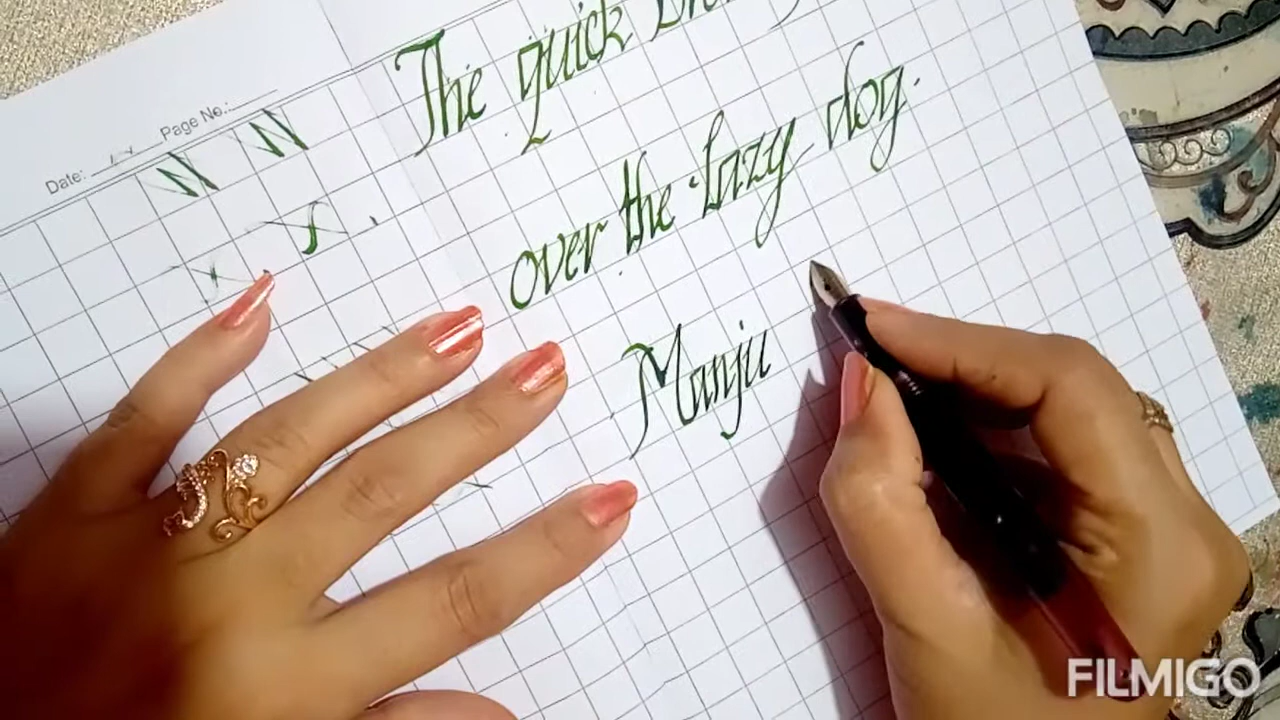 Date:
Page No.:
The quick
over the lazy dog.
Manju
FILMIGO